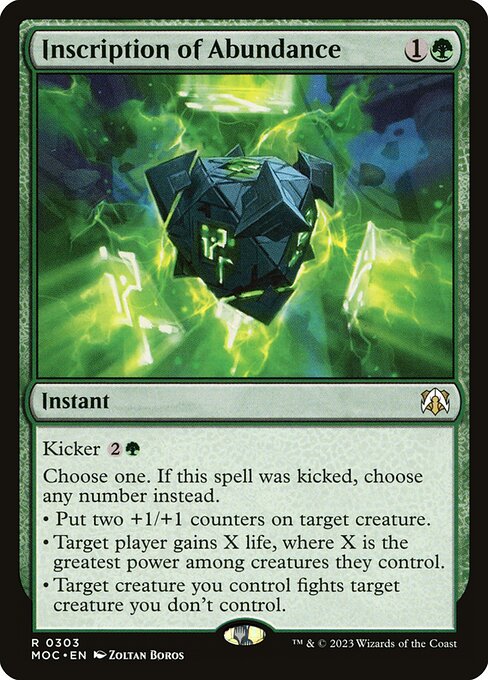 Inscription of Abundance 1
Instant
Kicker 2
Choose one. If this spell was kicked, choose
any number instead.
• Put two +1/+1 counters on target creature.
• Target player gains X life, where X is the
greatest power among creatures they control.
• Target creature you control fights target
creature you don't control.
R 0303
MOC • EN Zoltan Boros
™ & © 2023 Wizards of the Coast